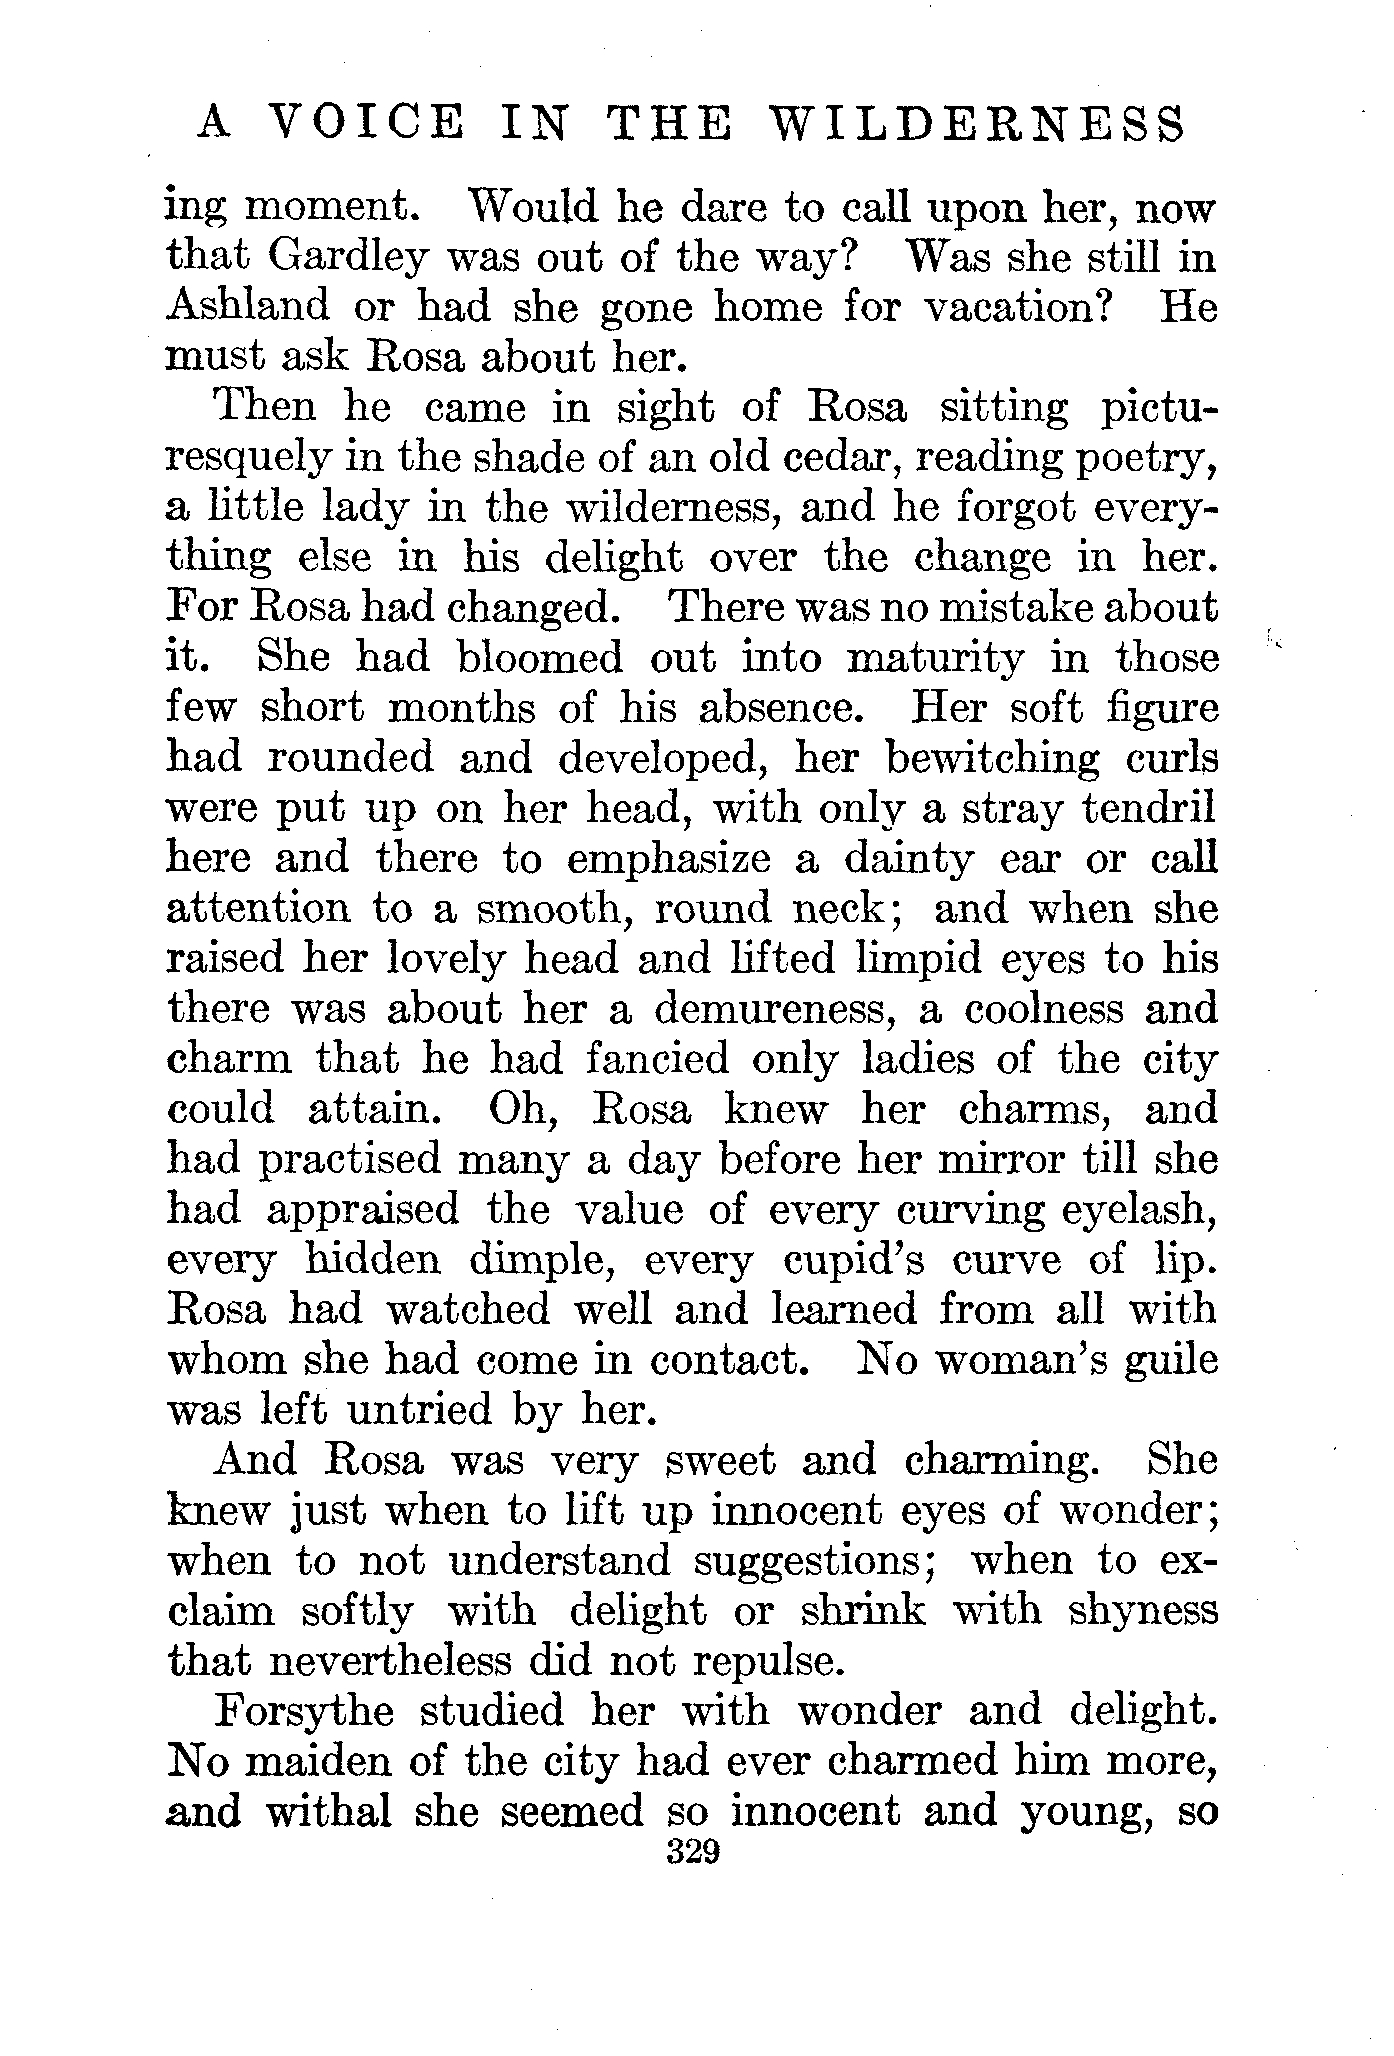 A VOICE IN THE WILDERNESS
ing moment. Would he dare to call upon her, now
that Gardley was out of the way? Was she still in
Ashland or had she gone home for vacation? He
must ask Rosa about her.
Then he came in sight of Rosa sitting pictu-
resquely in the shade of an old cedar, reading poetry,
a little lady in the wilderness, and he forgot every-
thing else in his delight over the change in her.
For Rosa had changed. There was no mistake about
it. She had bloomed out into maturity in those
few short months of his absence. Her soft figure
had rounded and developed, her bewitching curls
were put up on her head, with only a stray tendril
here and there to emphasize a dainty ear or call
attention to a smooth, round neck; and when she
raised her lovely head and lifted limpid eyes to his
there was about her a demureness, a coolness and
charm that he had fancied only ladies of the city
could attain. Oh, Rosa knew her charms, and
had practised many a day before her mirror till she
had appraised the value of every curving eyelash,
every hidden dimple, every cupid's curve of lip.
Rosa had watched well and learned from all with
whom she had come in contact. No woman's guile
was left untried by her.
And Rosa was very sweet and charming. She
knew just when to lift up innocent eyes of wonder;
when to not understand suggestions; when to ex-
claim softly with delight or shrink with shyness
that nevertheless did not repulse.
Forsythe studied her with wonder and delight.
No maiden of the city had ever charmed him more,
and withal she seemed so innocent and young, so
329